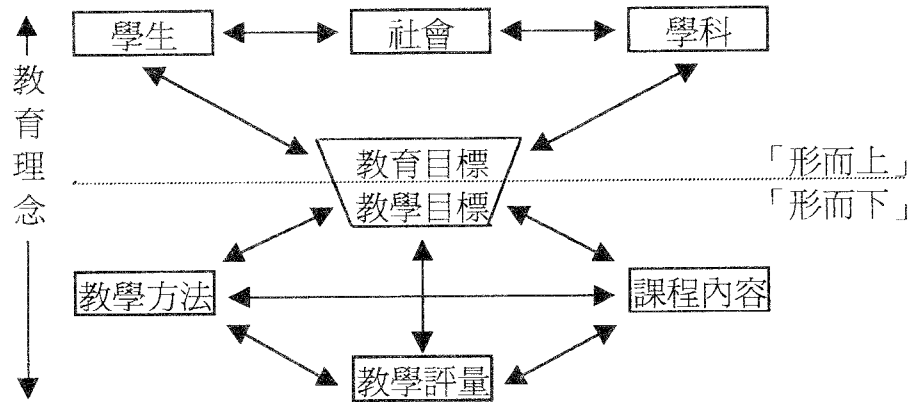 學生
社會
學科
教育理念
教育目標
「形而上」
教學目標
「形而下」
教學方法
課程內容
教學評量